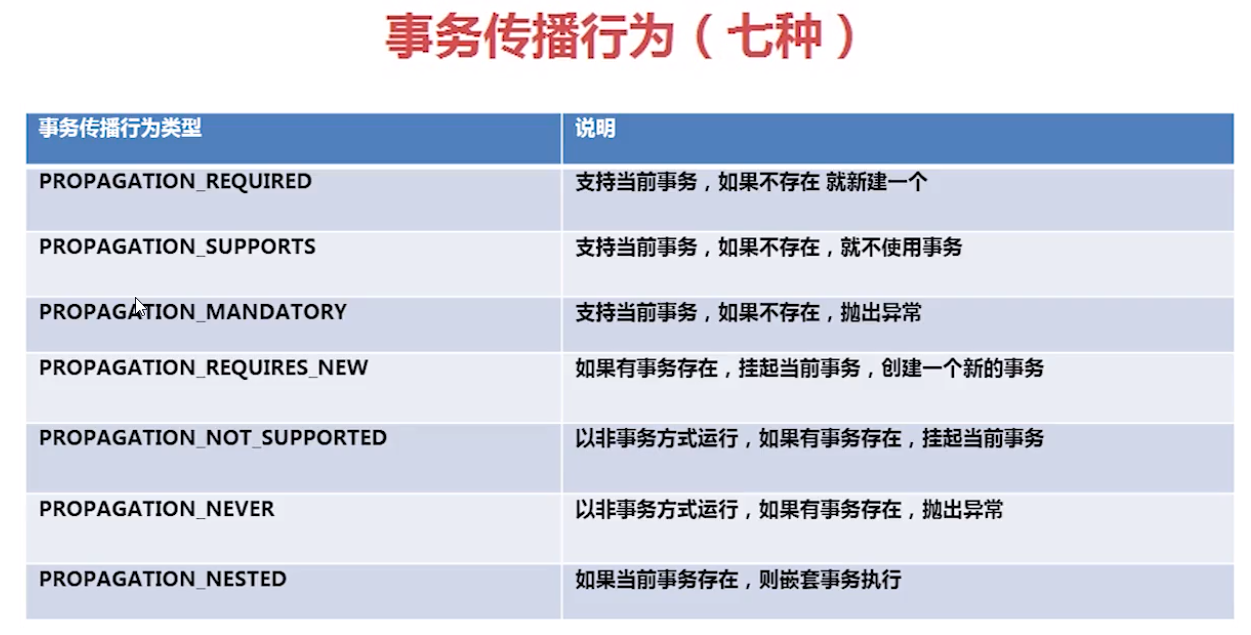 事务传播行为（七种）
事务传播行为类型
说明
PROPAGATION_REQUIRED
支持当前事务，如果不存在 就新建一个
PROPAGATION_SUPPORTS
支持当前事务，如果不存在，就不使用事务
PROPAGATION_MANDATORY
支持当前事务，如果不存在，抛出异常
PROPAGATION_REQUIRES_NEW
如果有事务存在，挂起当前事务，创建一个新的事务
PROPAGATION_NOT_SUPPORTED
以非事务方式运行，如果有事务存在，挂起当前事务
PROPAGATION_NEVER
以非事务方式运行，如果有事务存在，抛出异常
PROPAGATION_NESTED
如果当前事务存在，则嵌套事务执行